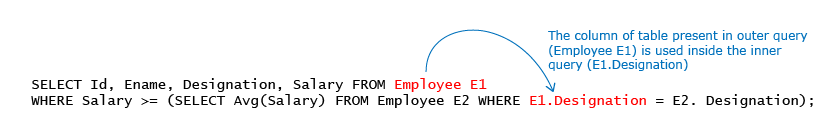 The column of table present in outer query
(Employee E1) is used inside the inner
query (E1.Designation)
SELECT Id, Ename, Designation, Salary FROM Employee E1
WHERE Salary >= (SELECT Avg(Salary) FROM Employee E2 WHERE E1.Designation = E2. Designation);